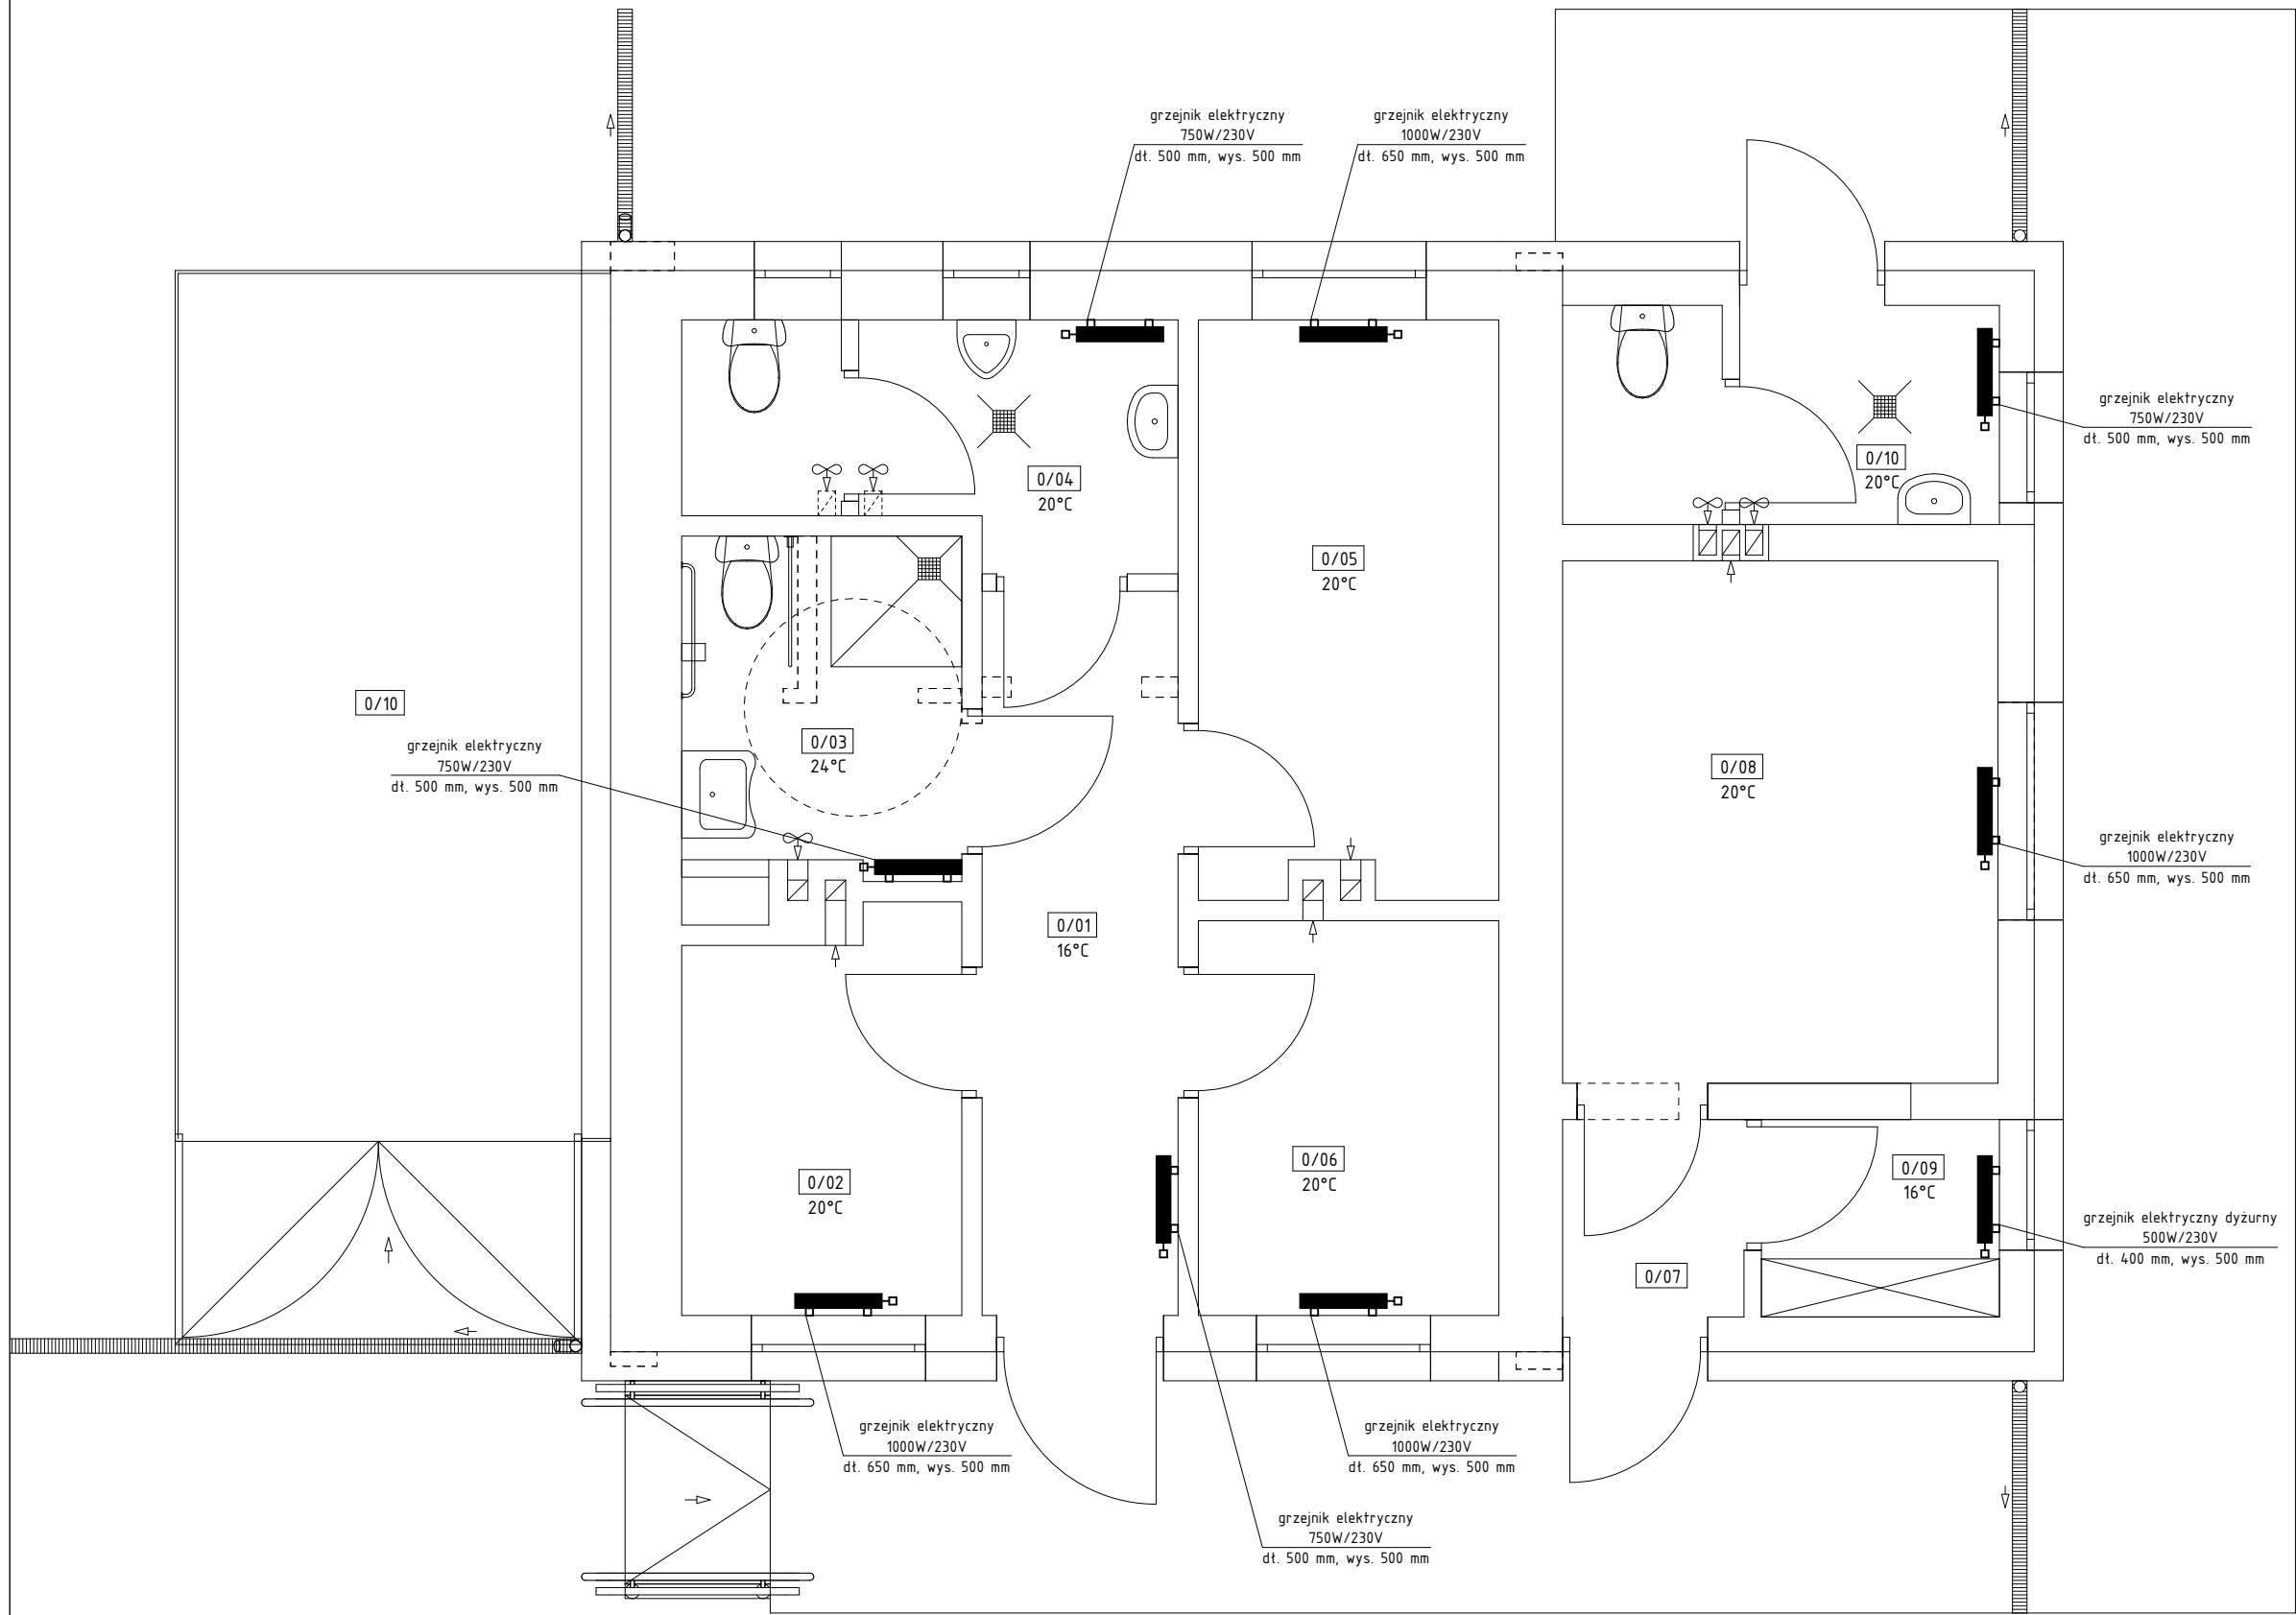 grzejnik elektryczny
750W/230V
dł. 500 mm, wys. 500 mm
grzejnik elektryczny
1000W/230V
dł. 650 mm, wys. 500 mm
grzejnik elektryczny
750W/230V
dł. 500 mm, wys. 500 mm
0/10
20°C
0/04
20°C
0/05
20°C
0/10
0/03
24°C
grzejnik elektryczny
750W/230V
dł. 500 mm, wys. 500 mm
0/08
20°C
grzejnik elektryczny
1000W/230V
dł. 650 mm, wys. 500 mm
0/01
16°C
0/02
20°C
0/06
20°C
0/09
16°C
grzejnik elektryczny dyżurny
500W/230V
dł. 400 mm, wys. 500 mm
0/07
grzejnik elektryczny
1000W/230V
dł. 650 mm, wys. 500 mm
grzejnik elektryczny
1000W/230V
dł. 650 mm, wys. 500 mm
grzejnik elektryczny
750W/230V
dł. 500 mm, wys. 500 mm